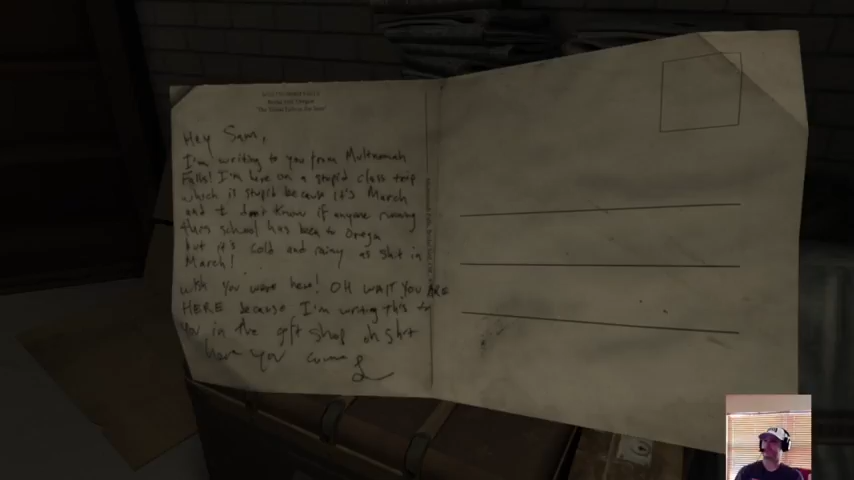 MULTNOMAH FALLS
Hey Sam,
I'm writing to you from Multnomah
Falls! I'm here on a stupid class trip
which is stupid because it's March
and I don't know if anyone running
this school has been to Oregon
but it's cold and rainy as shit in
March!
wish you were here! OH WAIT YOU ARE
HERE because I'm writing this to
you in the gift shop oh shit
here you come
L